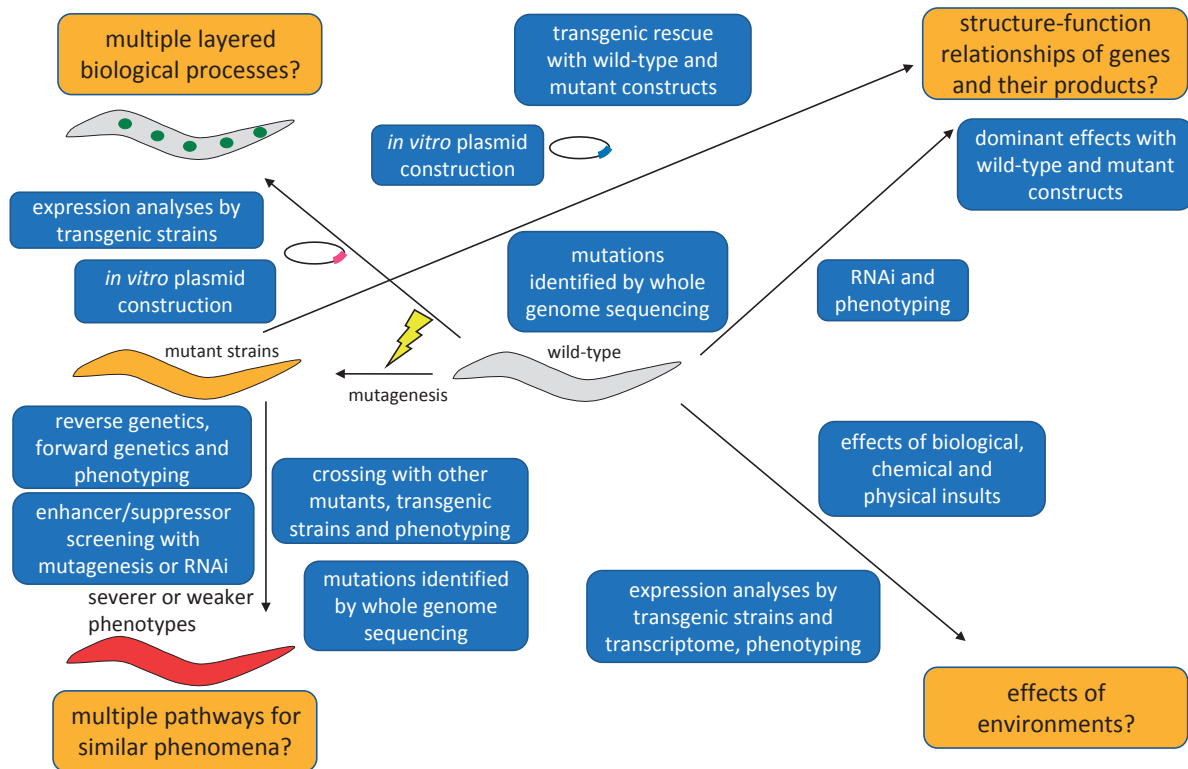 multiple layered
biological processes?
transgenic rescue
with wild-type and
mutant constructs
structure-function
relationships of genes
and their products?
in vitro plasmid
construction
dominant effects with
wild-type and mutant
constructs
expression analyses by
transgenic strains
in vitro plasmid
construction
mutations
identified by whole
genome sequencing
RNAi and
phenotyping
mutant strains
wild-type
mutagenesis
reverse genetics,
forward genetics and
phenotyping
crossing with other
mutants, transgenic
strains and phenotyping
effects of biological,
chemical and
physical insults
enhancer/suppressor
screening with
mutagenesis or RNAi
mutations identified
by whole genome
sequencing
expression analyses by
transgenic strains and
transcriptome, phenotyping
severer or weaker
phenotypes
multiple pathways for
similar phenomena?
effects of
environments?